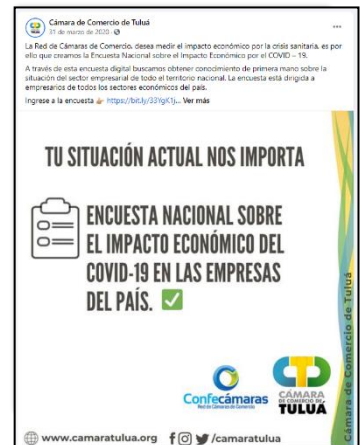 Cámara de Comercio de Tuluá
31 de marzo de 2020
La Red de Cámaras de Comercio, desea medir el impacto económico por la crisis sanitaria, es por
ello que creamos la Encuesta Nacional sobre el Impacto Económico por el COVID – 19.
A través de esta encuesta digital buscamos obtener conocimiento de primera mano sobre la
situación del sector empresarial de todo el territorio nacional. La encuesta está dirigida a
empresarios de todos los sectores económicos del país.
Ingrese a la encuesta 👉 https://bit.ly/33YgK1j... Ver más
TU SITUACIÓN ACTUAL NOS IMPORTA
ENCUESTA NACIONAL SOBRE
EL IMPACTO ECONÓMICO DEL
COVID-19 EN LAS EMPRESAS
DEL PAÍS. ✅
Confecámaras
Red de Cámaras de Comercio
CÁMARA
DE COMERCIO DE
TULUÁ
Cámara de Comercio de Tuluá
www.camaratulua.org
/camaratulua